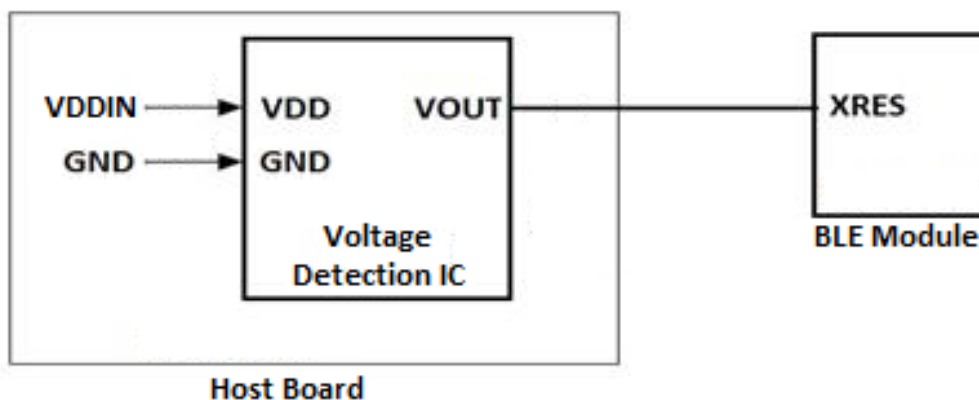 VDDIN
VDD
VOUT
XRES
GND
GND
Voltage
Detection IC
BLE Module
Host Board